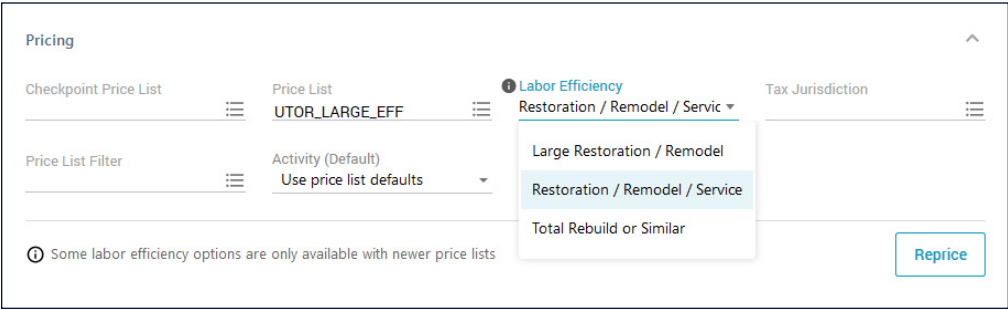 Pricing
Checkpoint Price List
Price List
UTOR_LARGE_EFF
Labor Efficiency
Restoration / Remodel / Servic
Tax Jurisdiction
Large Restoration / Remodel
Restoration / Remodel / Service
Total Rebuild or Similar
Price List Filter
Activity (Default)
Use price list defaults
Some labor efficiency options are only available with newer price lists
Reprice